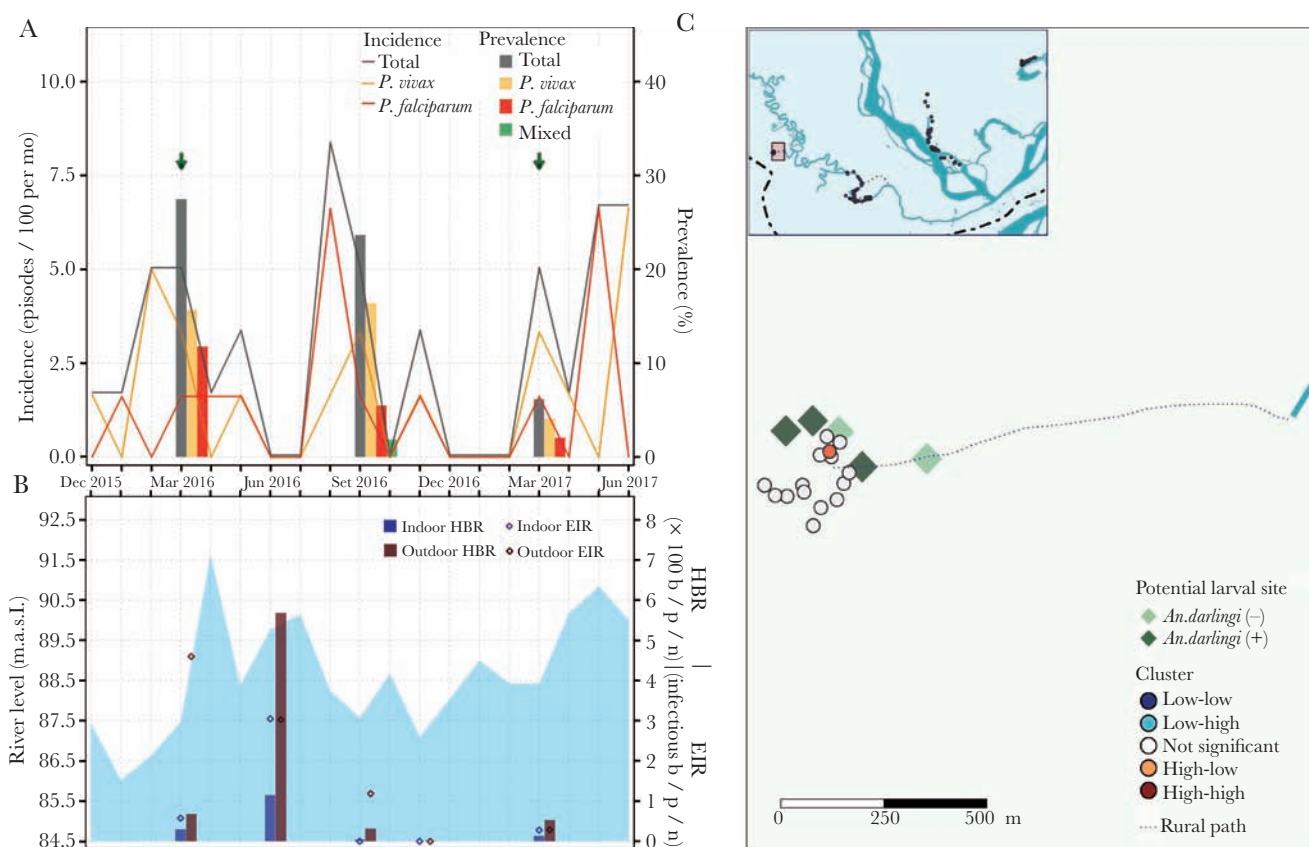 A
Incidence
Total
P. vivax
P. falciparum
Prevalence
Total
P. vivax
P. falciparum
Mixed
Incidence (episodes / 100 per mo)
10.0
7.5
5.0
2.5
0.0
Prevalence (%)
40
30
20
10
0
Dec 2015
Mar 2016
Jun 2016
Set 2016
Dec 2016
Mar 2017
Jun 2017
B
Indoor HBR
Outdoor HBR
Indoor EIR
Outdoor EIR
River level (m.a.s.l.)
92.5
91.5
90.5
89.5
88.5
87.5
86.5
85.5
84.5
8
7
6
5
4
3
2
1
0
HBR | EIR
(× 100 b / p / n) | (infectious b / p / n)
C
Potential larval site
An.darlingi (–)
An.darlingi (+)
Cluster
Low-low
Low-high
Not significant
High-low
High-high
Rural path
0 250 500 m